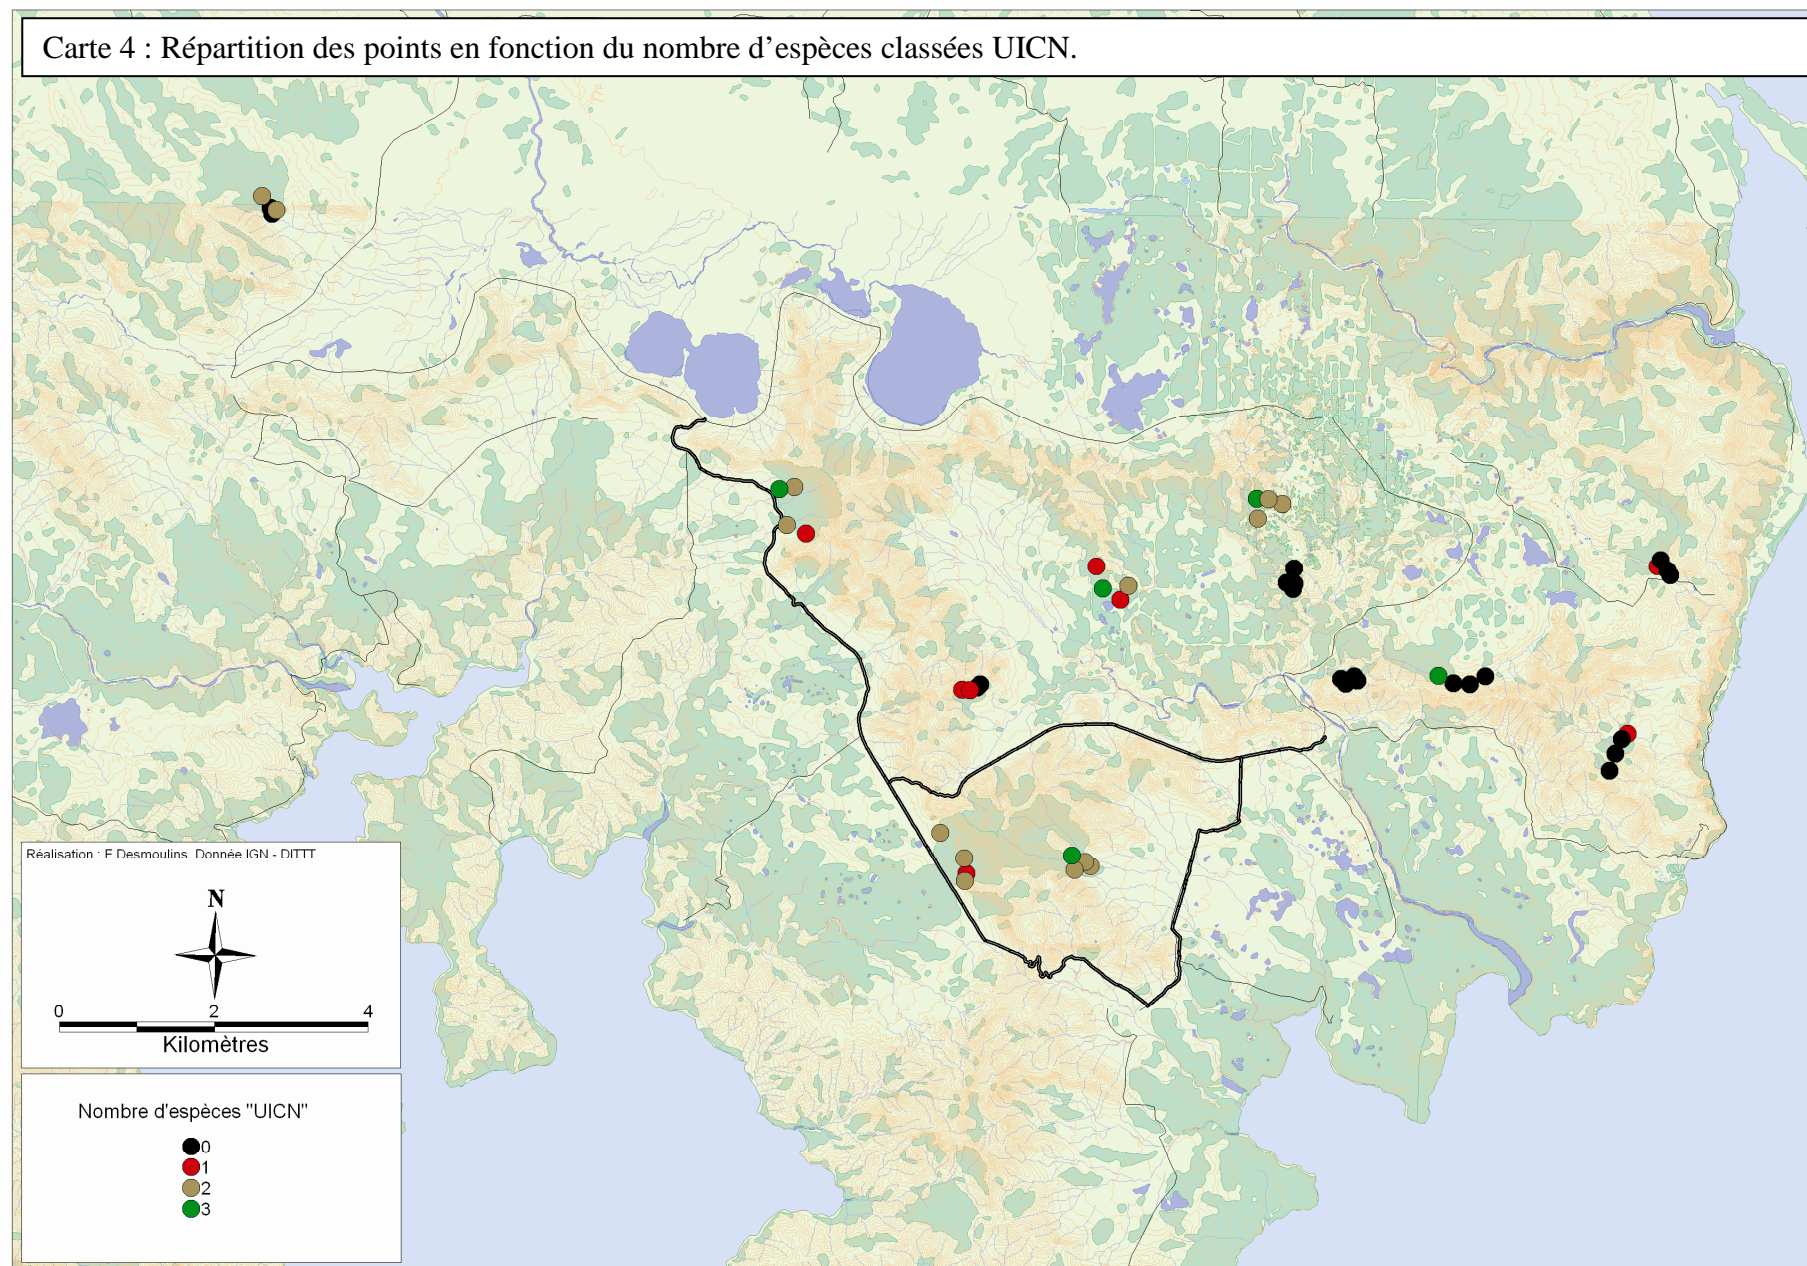 Carte 4 : Répartition des points en fonction du nombre d’espèces classées UICN.
Réalisation : F Desmoulins Donnée IGN - DITTT
N
0 2 4
Kilomètres
Nombre d'espèces "UICN"
0
1
2
3